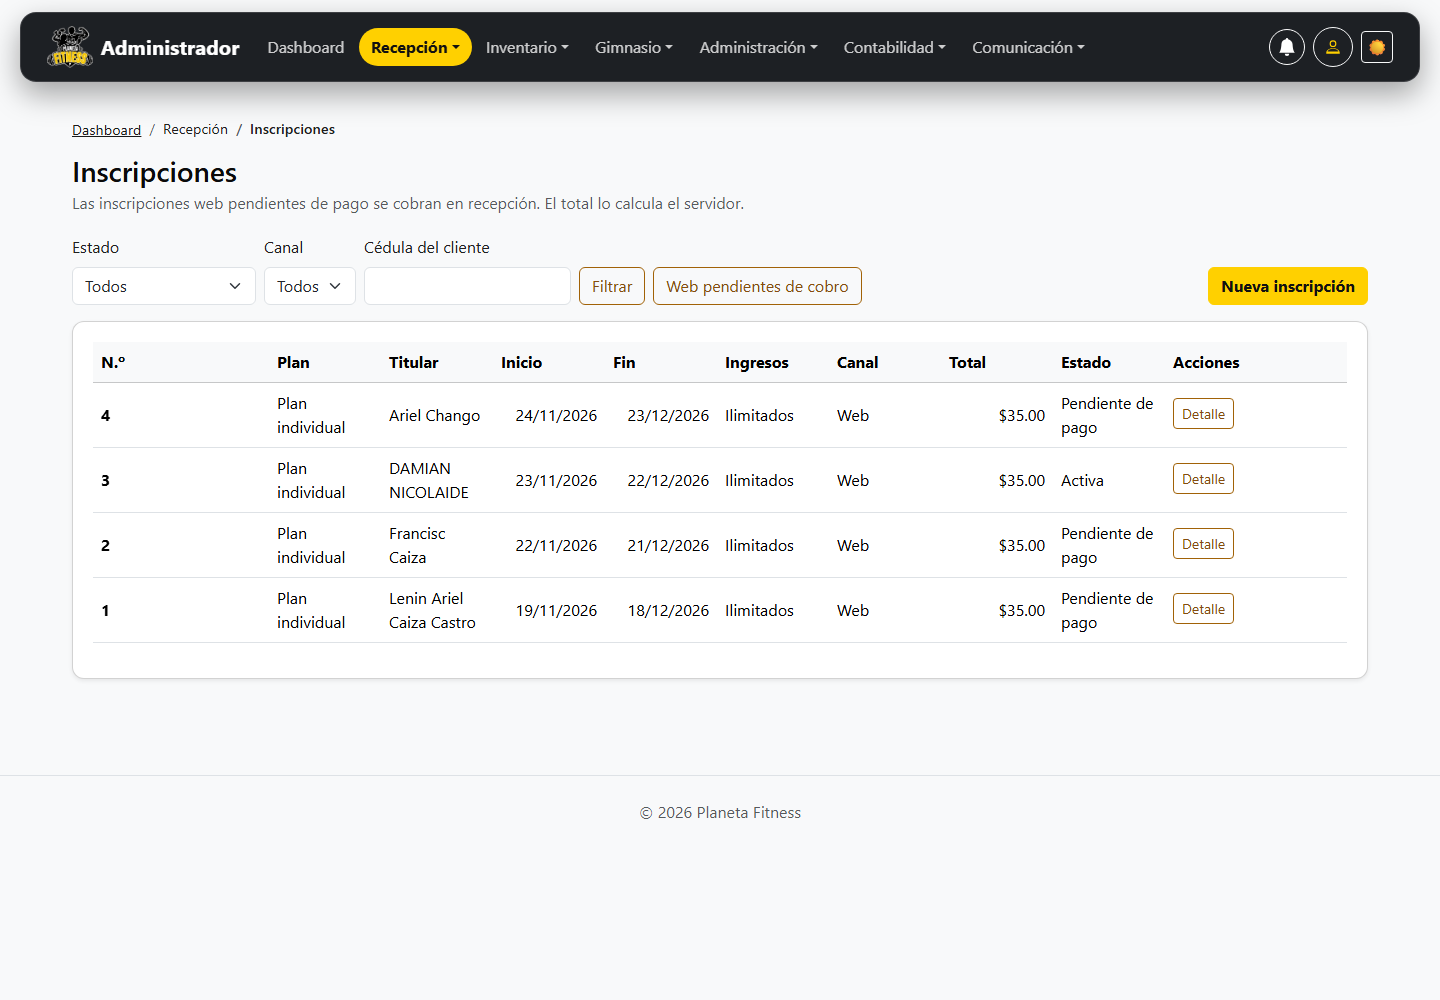 Administrador
Dashboard
Recepción
Inventario
Gimnasio
Administración
Contabilidad
Comunicación
Dashboard / Recepción / Inscripciones
Inscripciones
Las inscripciones web pendientes de pago se cobran en recepción. El total lo calcula el servidor.
Estado
Canal
Cédula del cliente
Todos
Todos
Filtrar
Web pendientes de cobro
Nueva inscripción
N.º Plan Titular Inicio Fin Ingresos Canal Total Estado Acciones
4 Plan individual Ariel Chango 24/11/2026 23/12/2026 Ilimitados Web $35.00 Pendiente de pago Detalle
3 Plan individual DAMIAN NICOLAIDE 23/11/2026 22/12/2026 Ilimitados Web $35.00 Activa Detalle
2 Plan individual Francisc Caiza 22/11/2026 21/12/2026 Ilimitados Web $35.00 Pendiente de pago Detalle
1 Plan individual Lenin Ariel Caiza Castro 19/11/2026 18/12/2026 Ilimitados Web $35.00 Pendiente de pago Detalle
© 2026 Planeta Fitness